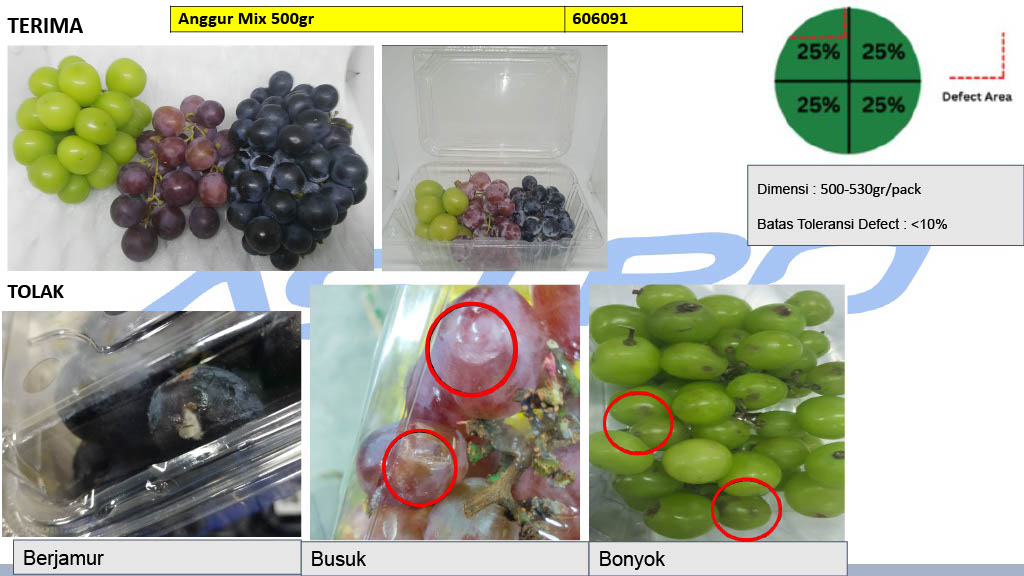 TERIMA
Anggur Mix 500gr 606091
25% 25%
25% 25%
Defect Area
Dimensi : 500-530gr/pack
Batas Toleransi Defect : <10%
TOLAK
Berjamur
Busuk
Bonyok